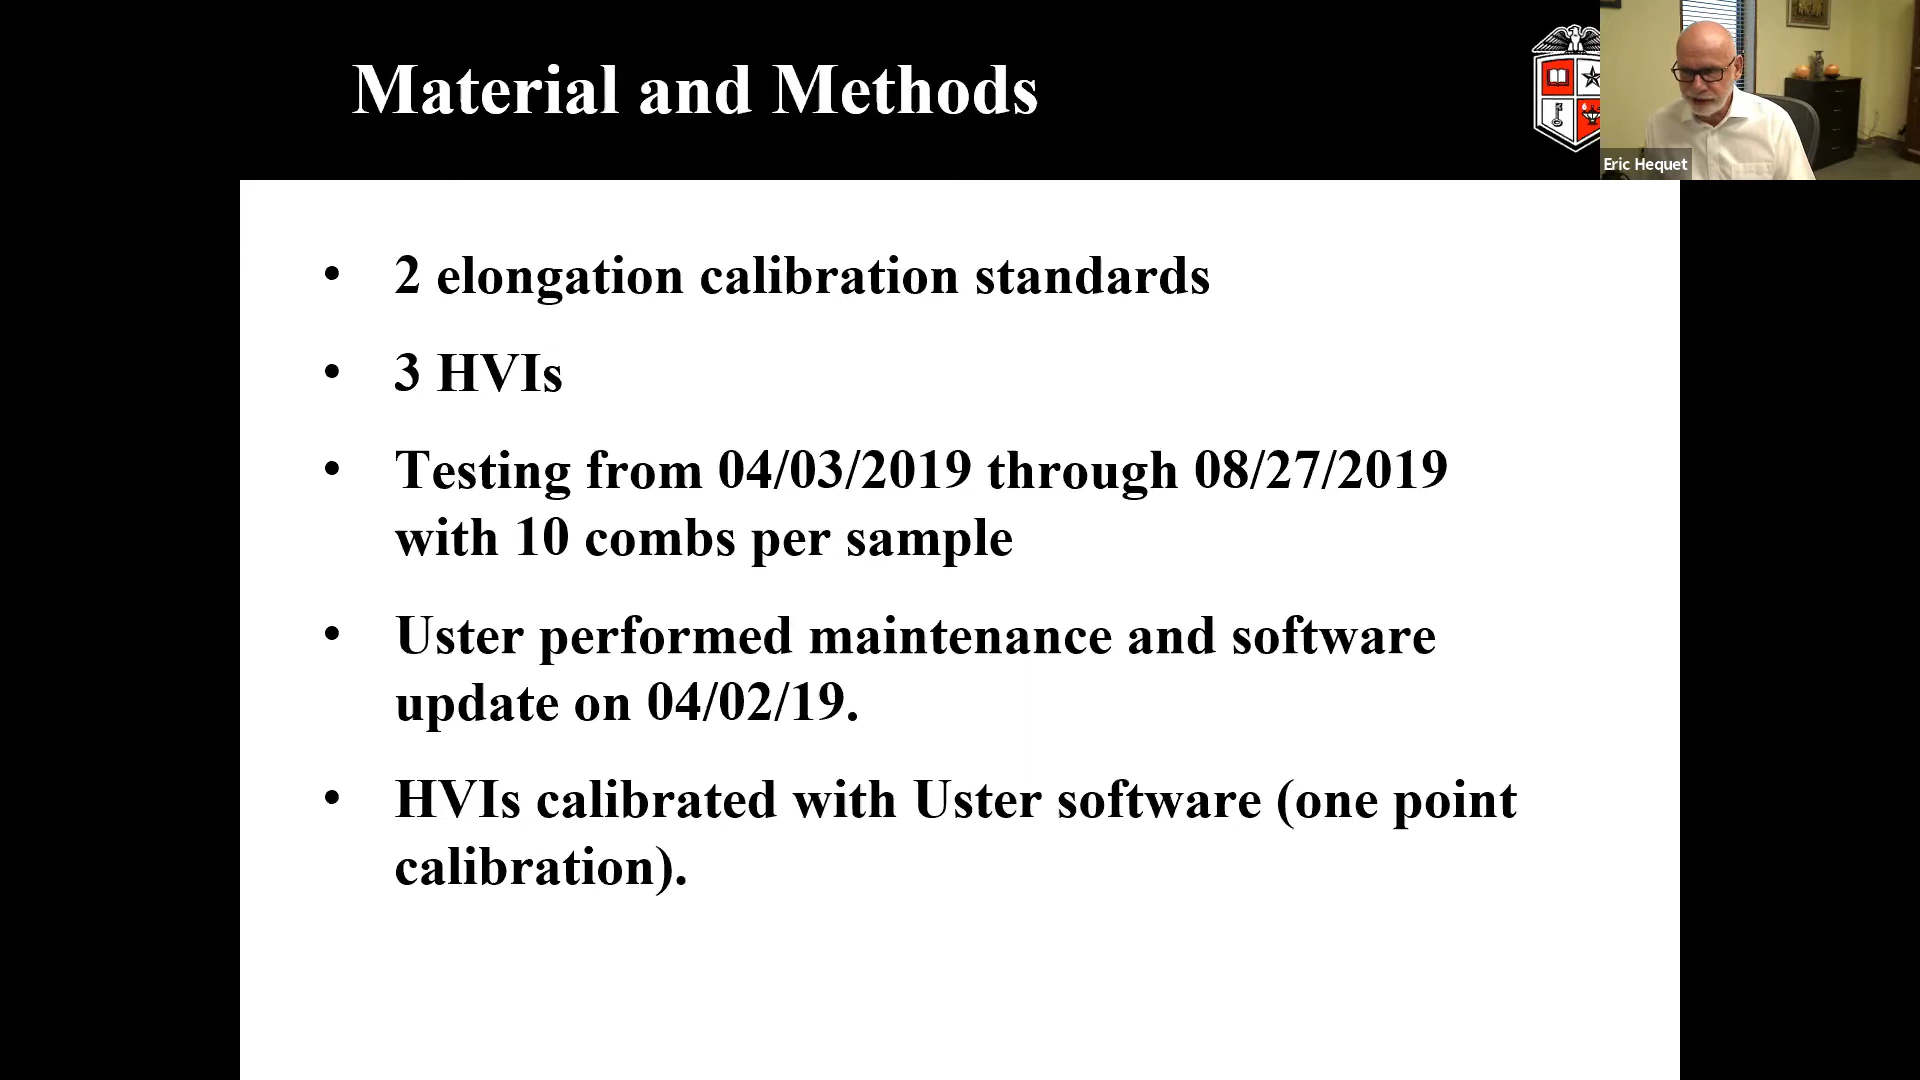 Material and Methods
Eric Hequet
• 2 elongation calibration standards
• 3 HVIs
• Testing from 04/03/2019 through 08/27/2019
with 10 combs per sample
• Uster performed maintenance and software
update on 04/02/19.
• HVIs calibrated with Uster software (one point
calibration).